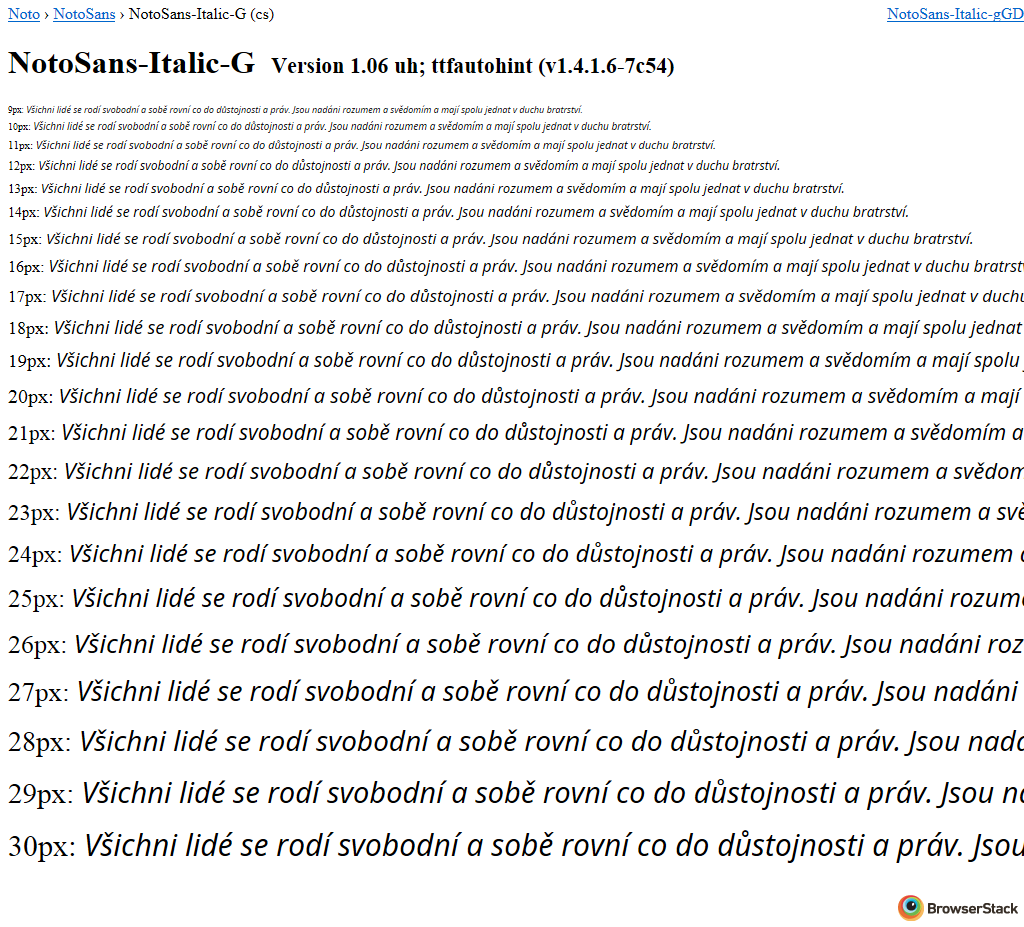 Noto › NotoSans › NotoSans-Italic-G (cs) NotoSans-Italic-gGD
NotoSans-Italic-G Version 1.06 uh; ttfautohint (v1.4.1.6-7c54)
9px: Všichni lidé se rodí svobodní a sobě rovní co do důstojnosti a práv. Jsou nadáni rozumem a svědomím a mají spolu jednat v duchu bratrství.
10px: Všichni lidé se rodí svobodní a sobě rovní co do důstojnosti a práv. Jsou nadáni rozumem a svědomím a mají spolu jednat v duchu bratrství.
11px: Všichni lidé se rodí svobodní a sobě rovní co do důstojnosti a práv. Jsou nadáni rozumem a svědomím a mají spolu jednat v duchu bratrství.
12px: Všichni lidé se rodí svobodní a sobě rovní co do důstojnosti a práv. Jsou nadáni rozumem a svědomím a mají spolu jednat v duchu bratrství.
13px: Všichni lidé se rodí svobodní a sobě rovní co do důstojnosti a práv. Jsou nadáni rozumem a svědomím a mají spolu jednat v duchu bratrství.
14px: Všichni lidé se rodí svobodní a sobě rovní co do důstojnosti a práv. Jsou nadáni rozumem a svědomím a mají spolu jednat v duchu bratrství.
15px: Všichni lidé se rodí svobodní a sobě rovní co do důstojnosti a práv. Jsou nadáni rozumem a svědomím a mají spolu jednat v duchu bratrství.
16px: Všichni lidé se rodí svobodní a sobě rovní co do důstojnosti a práv. Jsou nadáni rozumem a svědomím a mají spolu jednat v duchu bratrst
17px: Všichni lidé se rodí svobodní a sobě rovní co do důstojnosti a práv. Jsou nadáni rozumem a svědomím a mají spolu jednat v duchu
18px: Všichni lidé se rodí svobodní a sobě rovní co do důstojnosti a práv. Jsou nadáni rozumem a svědomím a mají spolu jednat
19px: Všichni lidé se rodí svobodní a sobě rovní co do důstojnosti a práv. Jsou nadáni rozumem a svědomím a mají spolu
20px: Všichni lidé se rodí svobodní a sobě rovní co do důstojnosti a práv. Jsou nadáni rozumem a svědomím a mají
21px: Všichni lidé se rodí svobodní a sobě rovní co do důstojnosti a práv. Jsou nadáni rozumem a svědomím a
22px: Všichni lidé se rodí svobodní a sobě rovní co do důstojnosti a práv. Jsou nadáni rozumem a svědom
23px: Všichni lidé se rodí svobodní a sobě rovní co do důstojnosti a práv. Jsou nadáni rozumem a svě
24px: Všichni lidé se rodí svobodní a sobě rovní co do důstojnosti a práv. Jsou nadáni rozumem a
25px: Všichni lidé se rodí svobodní a sobě rovní co do důstojnosti a práv. Jsou nadáni rozume
26px: Všichni lidé se rodí svobodní a sobě rovní co do důstojnosti a práv. Jsou nadáni roz
27px: Všichni lidé se rodí svobodní a sobě rovní co do důstojnosti a práv. Jsou nadáni
28px: Všichni lidé se rodí svobodní a sobě rovní co do důstojnosti a práv. Jsou nadá
29px: Všichni lidé se rodí svobodní a sobě rovní co do důstojnosti a práv. Jsou na
30px: Všichni lidé se rodí svobodní a sobě rovní co do důstojnosti a práv. Jsou
BrowserStack